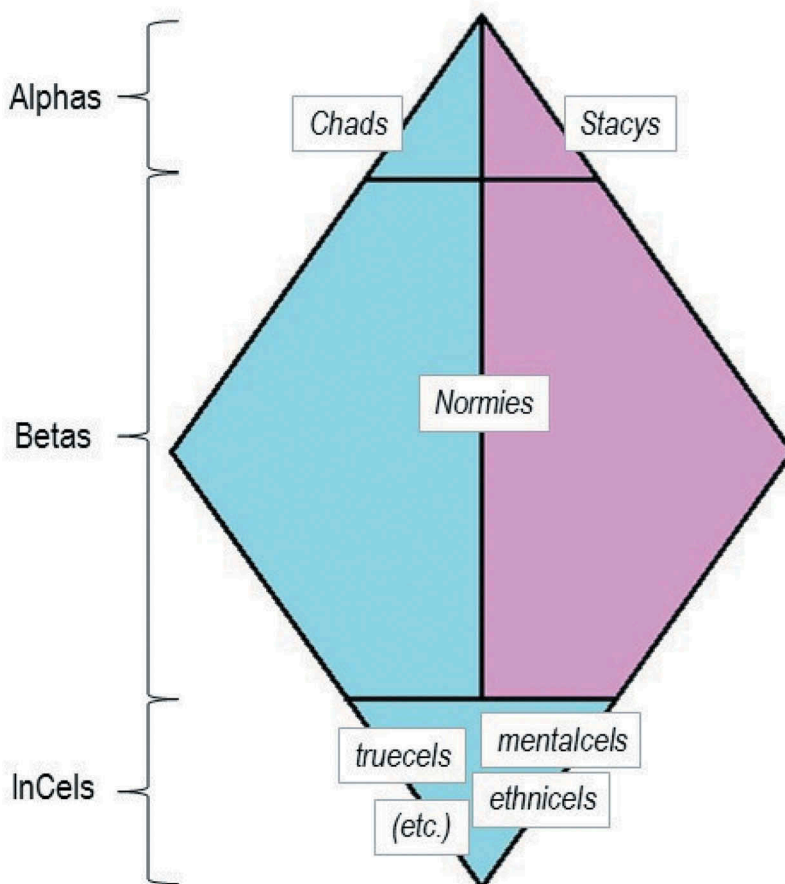 Alphas
Chads
Stacys
Normies
Betas
truecels
mentalcels
InCels
ethnicels
(etc.)